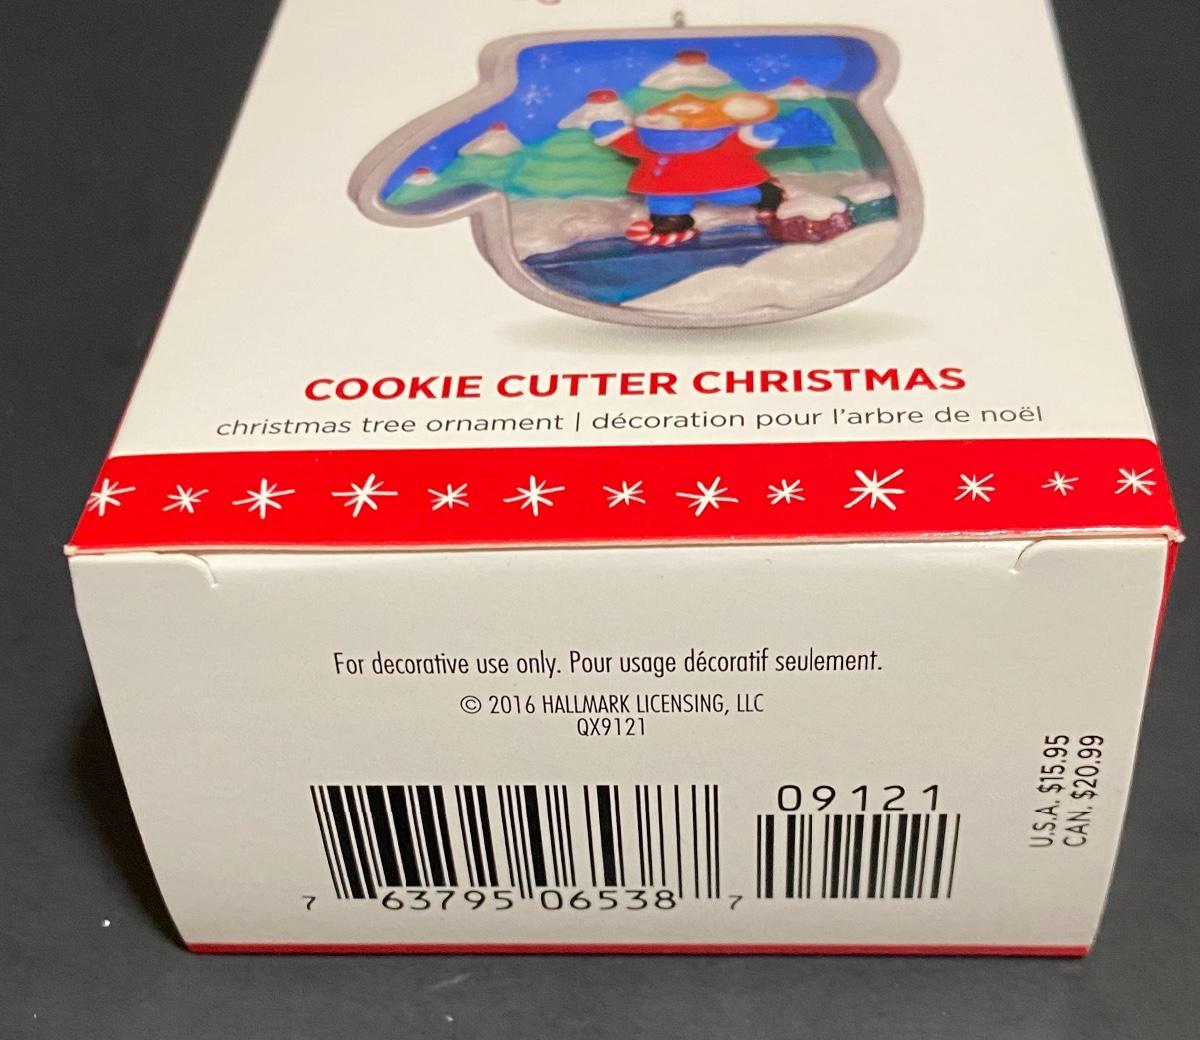 COOKIE CUTTER CHRISTMAS
christmas tree ornament | décoration pour l'arbre de noël
For decorative use only. Pour usage décoratif seulement.
© 2016 HALLMARK LICENSING, LLC
QX9121
U.S.A. $15.95
CAN. $20.99
09121
7 63795 06538 7